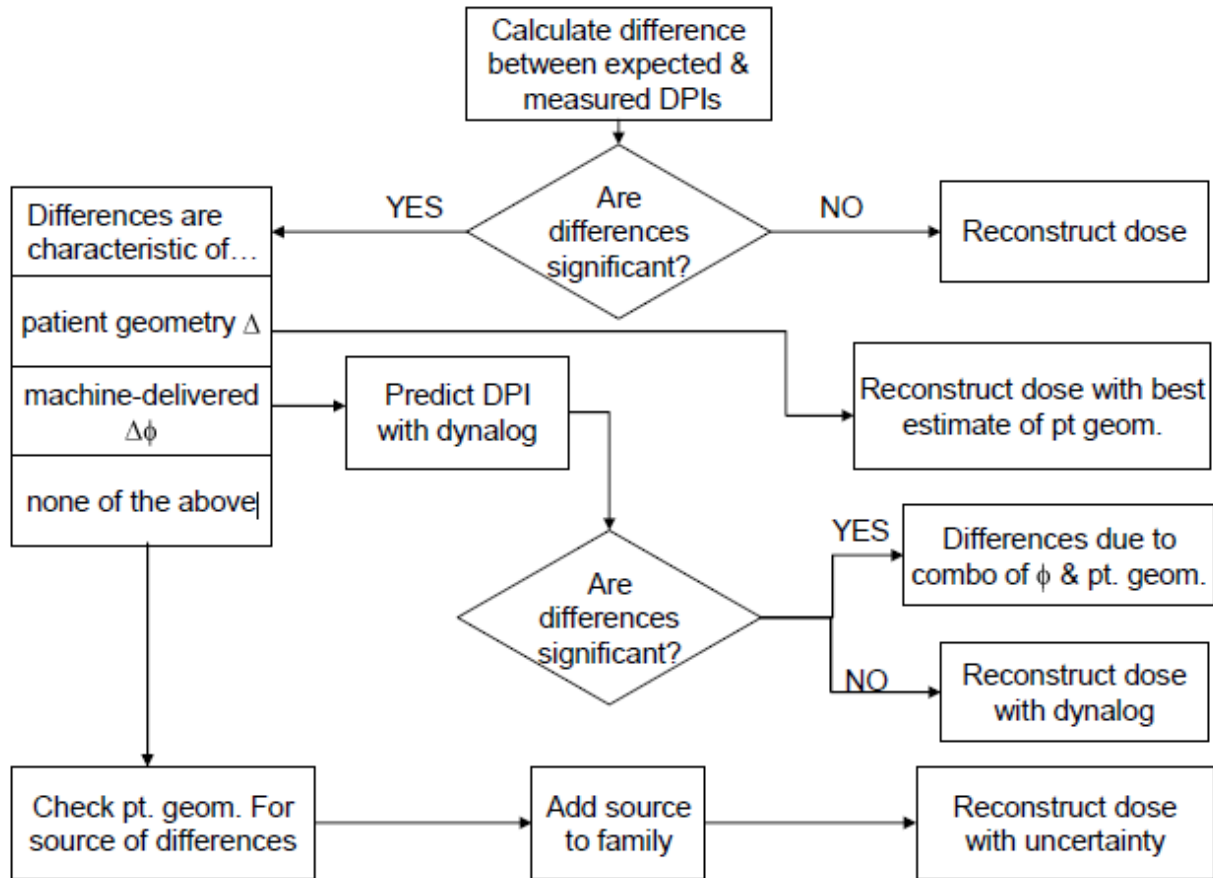 Calculate difference
between expected &
measured DPIs
Are
differences
significant?
YES
NO
Reconstruct dose
Differences are
characteristic of…
patient geometry Δ
machine-delivered
Δϕ
none of the above
Predict DPI
with dynalog
Reconstruct dose with best
estimate of pt geom.
Are
differences
significant?
YES
Differences due to
combo of ϕ & pt. geom.
NO
Reconstruct dose
with dynalog
Check pt. geom. For
source of differences
Add source
to family
Reconstruct dose
with uncertainty